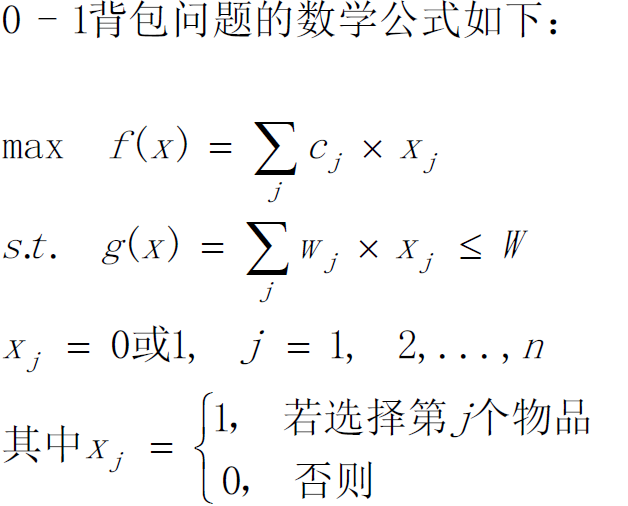 0-1背包问题的数学公式如下：
max f(x) = ∑_j c_j × x_j
s.t. g(x) = ∑_j w_j × x_j ≤ W
x_j = 0或1, j = 1, 2,...,n
其中x_j = { 1, 若选择第j个物品
0, 否则